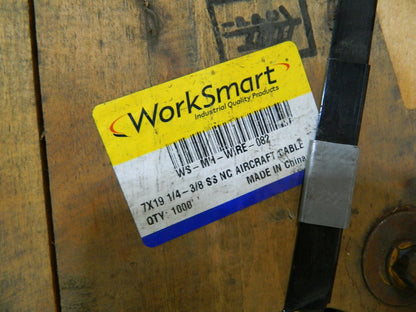 WorkSmart
Industrial Quality Products
WS-MH-WIRE-082
7X19 1/4-3/8 SS NC AIRCRAFT CABLE
QTY: 1000'
MADE IN China